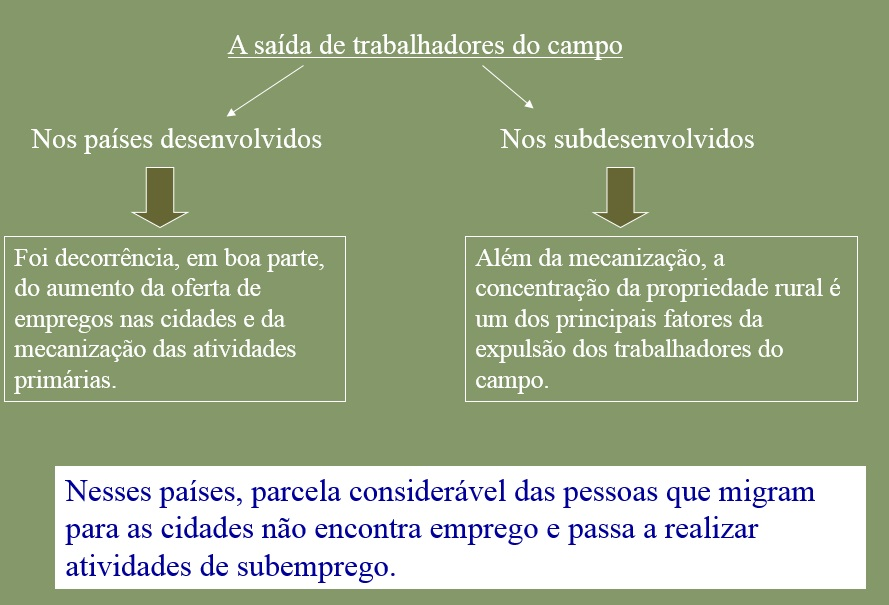 A saída de trabalhadores do campo
Nos países desenvolvidos
Nos subdesenvolvidos
Foi decorrência, em boa parte,
do aumento da oferta de
empregos nas cidades e da
mecanização das atividades
primárias.
Além da mecanização, a
concentração da propriedade rural é
um dos principais fatores da
expulsão dos trabalhadores do
campo.
Nesses países, parcela considerável das pessoas que migram
para as cidades não encontra emprego e passa a realizar
atividades de subemprego.